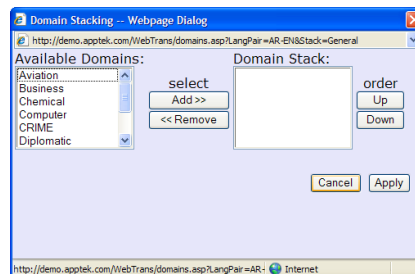 Domain Stacking -- Webpage Dialog
http://demo.apptek.com/WebTrans/domains.asp?LangPair=AR-EN&Stack=General
Available Domains:
Domain Stack:
Aviation
Business
Chemical
Computer
CRIME
Diplomatic
select
Add >>
<< Remove
order
Up
Down
Cancel
Apply
http://demo.apptek.com/WebTrans/domains.asp?LangPair=AR-
Internet